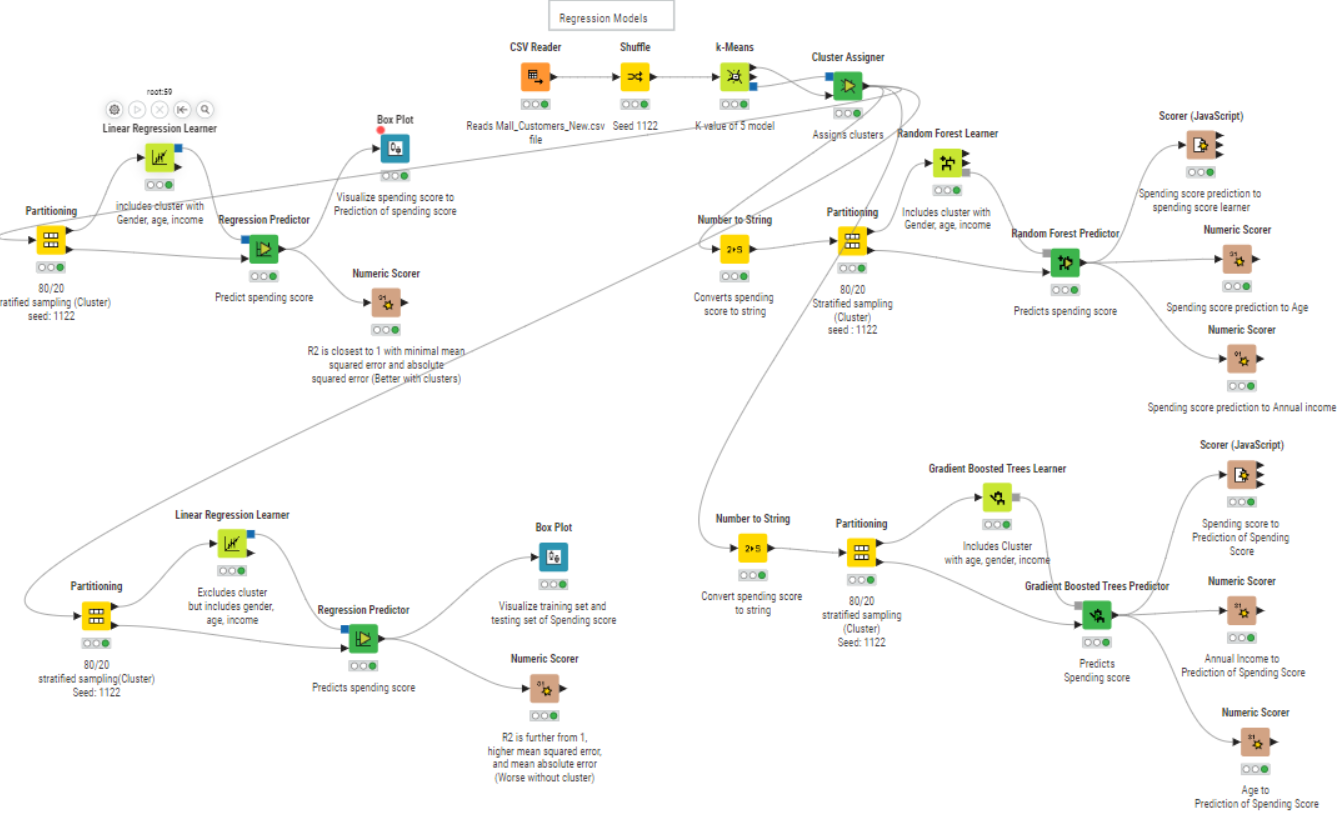 Regression Models
CSV Reader
Reads Mall_Customers_New.csv
file
Shuffle
Seed 1122
k-Means
K value of 5 model
Cluster Assigner
Assigns clusters
root:59
Linear Regression Learner
includes cluster with
Gender, age, income
Box Plot
Visualize spending score to
Prediction of spending score
Partitioning
80/20
ratified sampling (Cluster)
seed: 1122
Regression Predictor
Predict spending score
Numeric Scorer
R2 is closest to 1 with minimal mean
squared error and absolute
squared error (Better with clusters)
Number to String
2▸S
Converts spending
score to string
Partitioning
80/20
Stratified sampling
(Cluster)
seed : 1122
Random Forest Learner
Includes cluster with
Gender, age, income
Random Forest Predictor
Predicts spending score
Scorer (JavaScript)
Spending score prediction to
spending score learner
Numeric Scorer
Spending score prediction to Age
Numeric Scorer
Spending score prediction to Annual income
Partitioning
80/20
stratified sampling(Cluster)
Seed: 1122
Linear Regression Learner
Excludes cluster
but includes gender,
age, income
Regression Predictor
Predicts spending score
Box Plot
Visualize training set and
testing set of Spending score
Numeric Scorer
R2 is further from 1,
higher mean squared error,
and mean absolute error
(Worse without cluster)
Number to String
2▸S
Convert spending score
to string
Partitioning
80/20
stratified sampling
(Cluster)
Seed: 1122
Gradient Boosted Trees Learner
Includes Cluster
with age, gender, income
Gradient Boosted Trees Predictor
Predicts
Spending score
Scorer (JavaScript)
Spending score to
Prediction of Spending
Score
Numeric Scorer
Annual Income to
Prediction of Spending Score
Numeric Scorer
Age to
Prediction of Spending Score